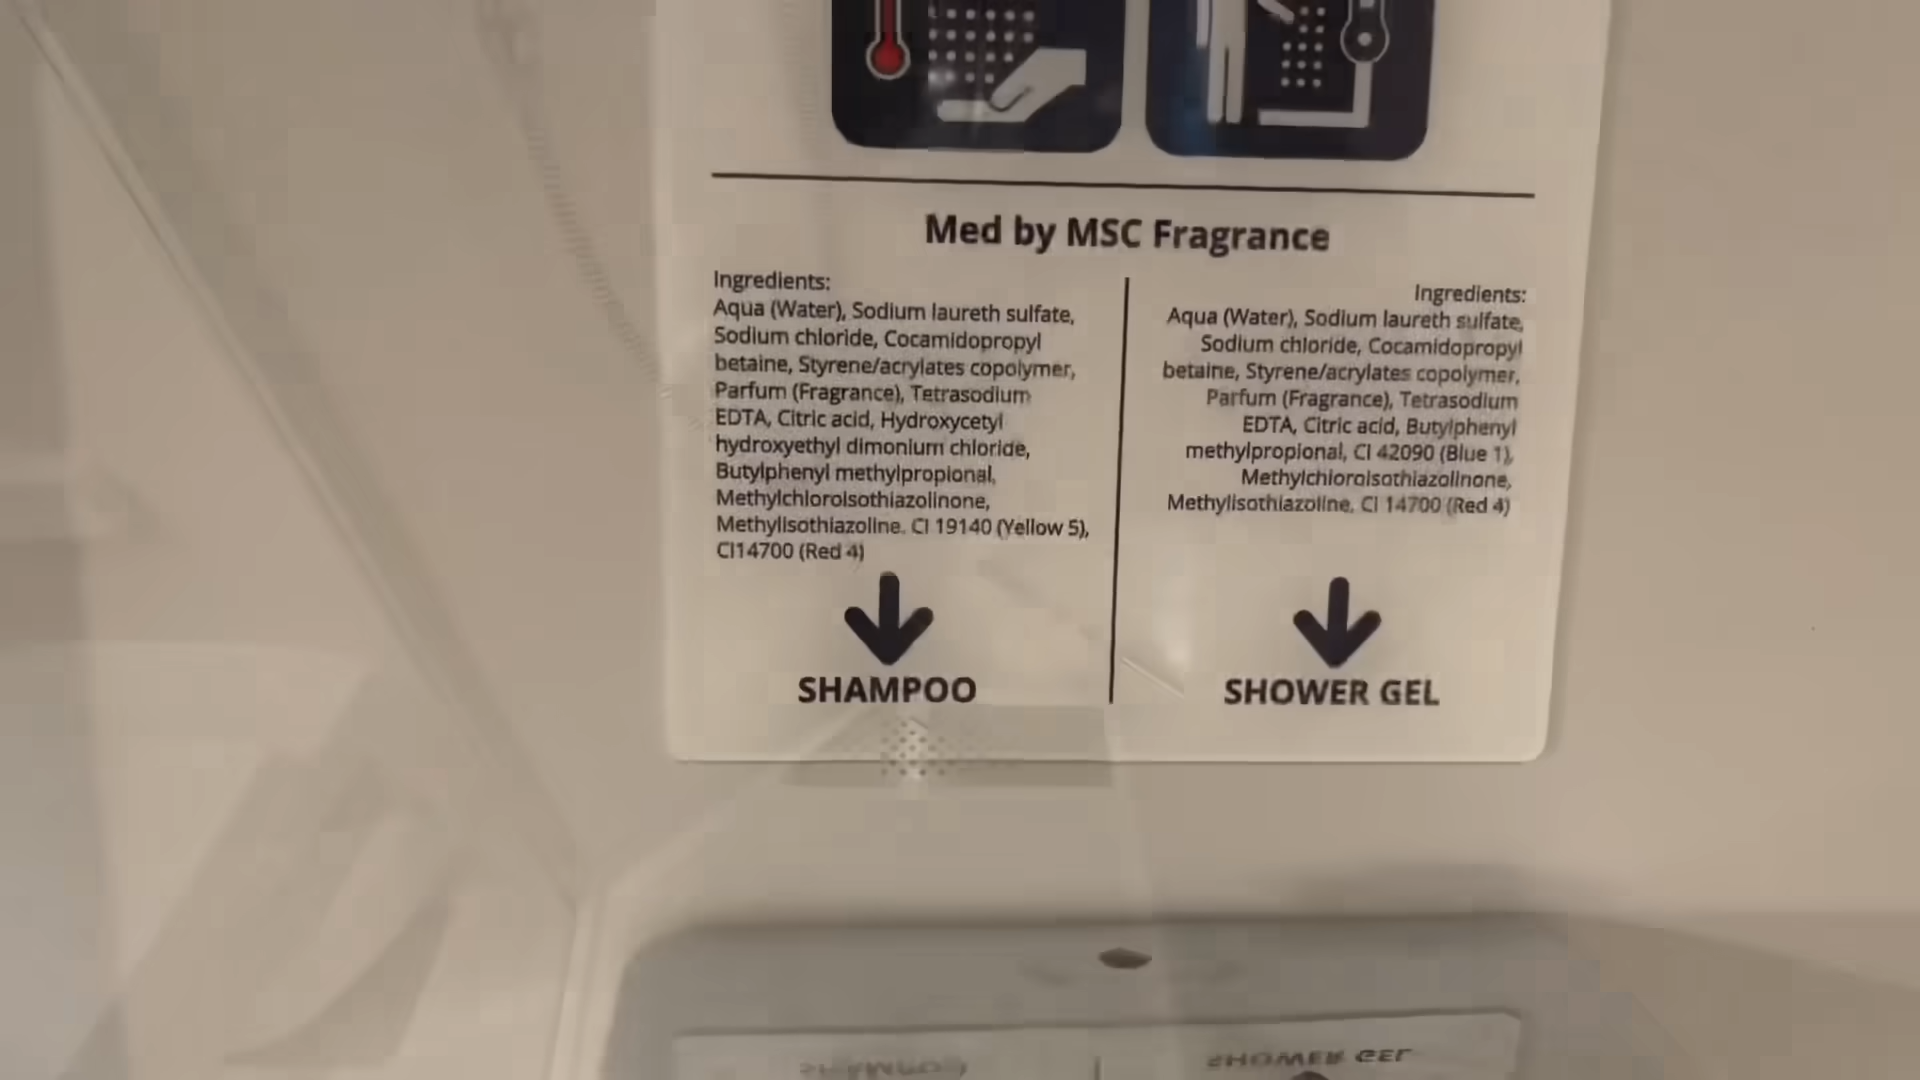 Med by MSC Fragrance
Ingredients:
Aqua (Water), Sodium laureth sulfate,
Sodium chloride, Cocamidopropyl
betaine, Styrene/acrylates copolymer,
Parfum (Fragrance), Tetrasodium
EDTA, Citric acid, Hydroxycetyl
hydroxyethyl dimonium chloride,
Butylphenyl methylpropional,
Methylchloroisothiazolinone,
Methylisothiazoline. CI 19140 (Yellow 5),
CI14700 (Red 4)
SHAMPOO
Ingredients:
Aqua (Water), Sodium laureth sulfate,
Sodium chloride, Cocamidopropyl
betaine, Styrene/acrylates copolymer,
Parfum (Fragrance), Tetrasodium
EDTA, Citric acid, Butylphenyl
methylpropional, CI 42090 (Blue 1),
Methylchloroisothiazolinone,
Methylisothiazoline. CI 14700 (Red 4)
SHOWER GEL
SHAMPOO
SHOWER GEL